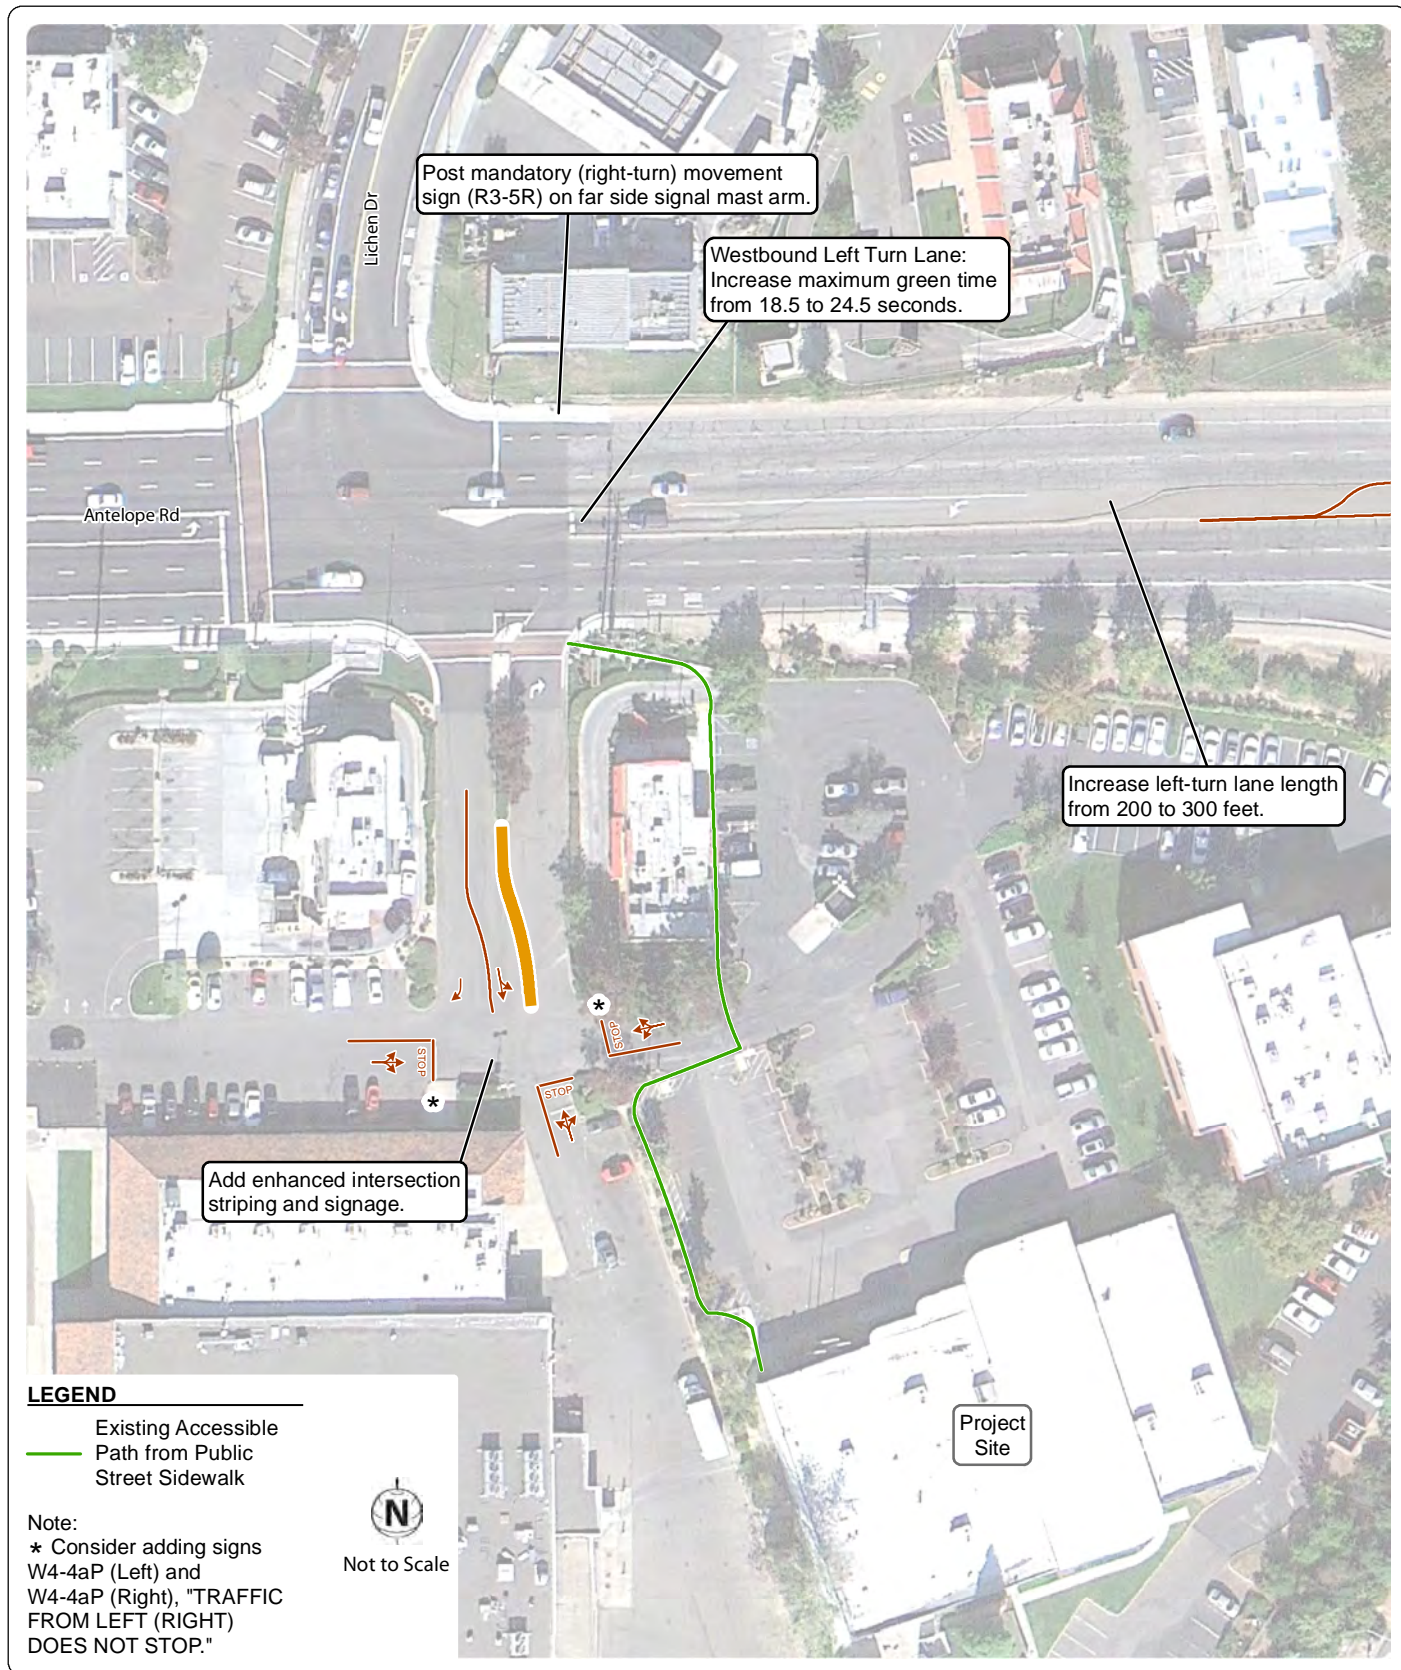 Lichen Dr
Post mandatory (right-turn) movement
sign (R3-5R) on far side signal mast arm.
Westbound Left Turn Lane:
Increase maximum green time
from 18.5 to 24.5 seconds.
Antelope Rd
Increase left-turn lane length
from 200 to 300 feet.
*
STOP
STOP
*
STOP
Add enhanced intersection
striping and signage.
Project
Site
LEGEND
Existing Accessible
Path from Public
Street Sidewalk
N
Not to Scale
Note:
* Consider adding signs
W4-4aP (Left) and
W4-4aP (Right), "TRAFFIC
FROM LEFT (RIGHT)
DOES NOT STOP."